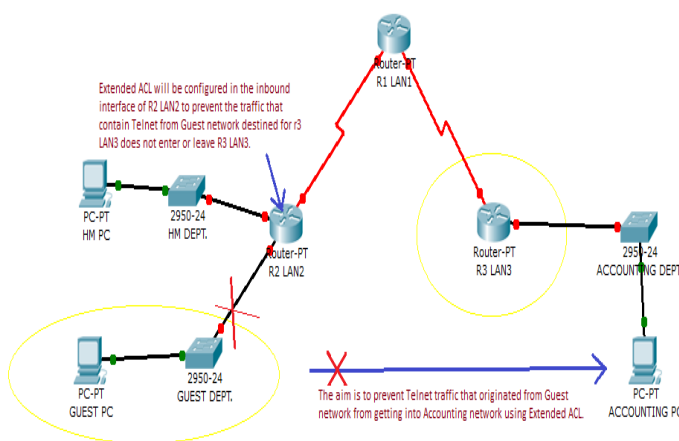 Router-PT
R1 LAN1
Extended ACL will be configured in the inbound
interface of R2 LAN2 to prevent the traffic that
contain Telnet from Guest network destined for r3
LAN3 does not enter or leave R3 LAN3.
PC-PT
HM PC
2950-24
HM DEPT.
Router-PT
R2 LAN2
Router-PT
R3 LAN3
2950-24
ACCOUNTING DEPT
PC-PT
GUEST PC
2950-24
GUEST DEPT.
The aim is to prevent Telnet traffic that originated from Guest
network from getting into Accounting network using Extended ACL.
PC-PT
ACCOUNTING PC